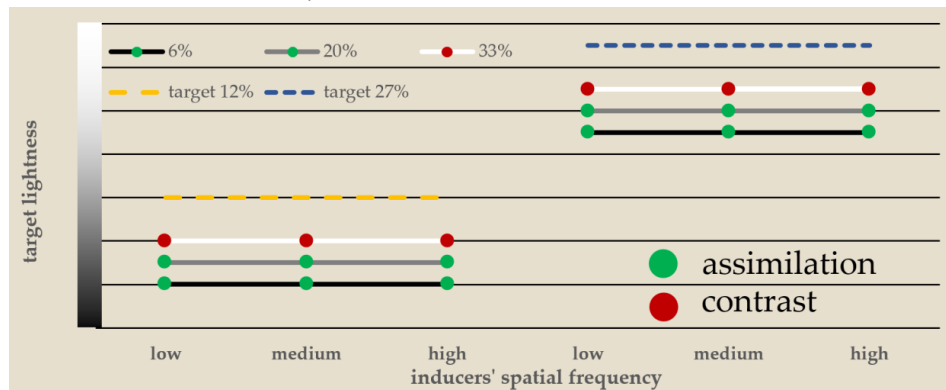 6% 20% 33%
target 12% target 27%
target lightness
assimilation
contrast
low medium high low medium high
inducers' spatial frequency